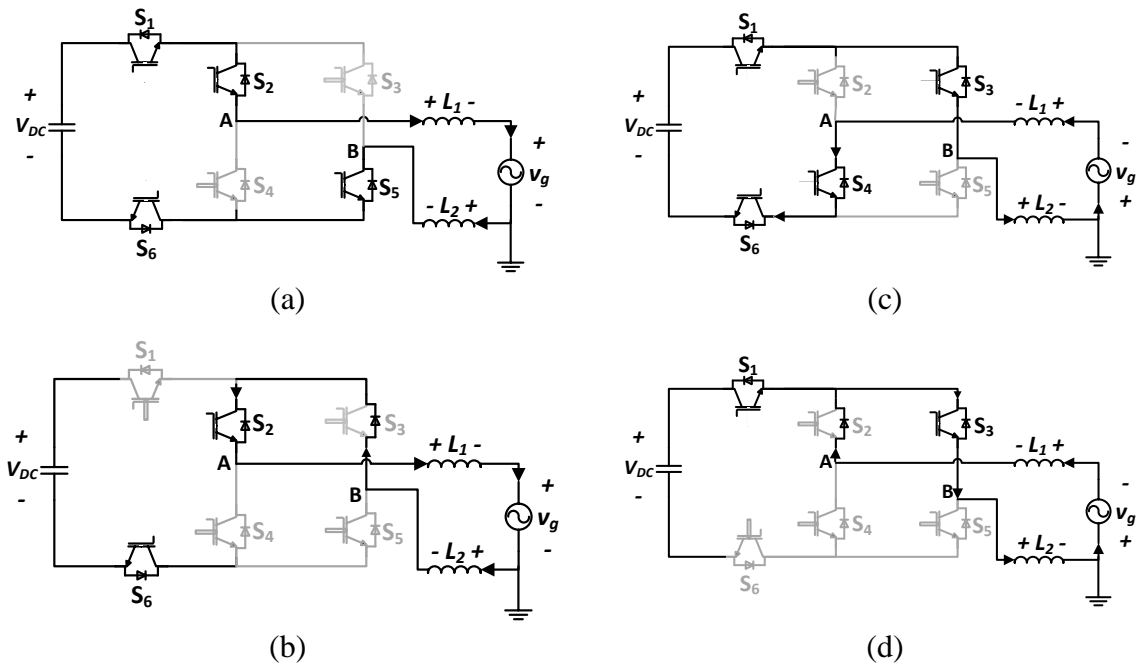 S1
S2
S3
+
VDC
-
A
+ L1 -
B
+
vg
-
S4
S5
- L2 +
S6
(a)
S1
S2
S3
+
VDC
-
A
- L1 +
B
-
vg
+
S4
S5
+ L2 -
S6
(c)
S1
S2
S3
+
VDC
-
A
+ L1 -
B
+
vg
-
S4
S5
- L2 +
S6
(b)
S1
S2
S3
+
VDC
-
A
- L1 +
B
-
vg
+
S4
S5
+ L2 -
S6
(d)